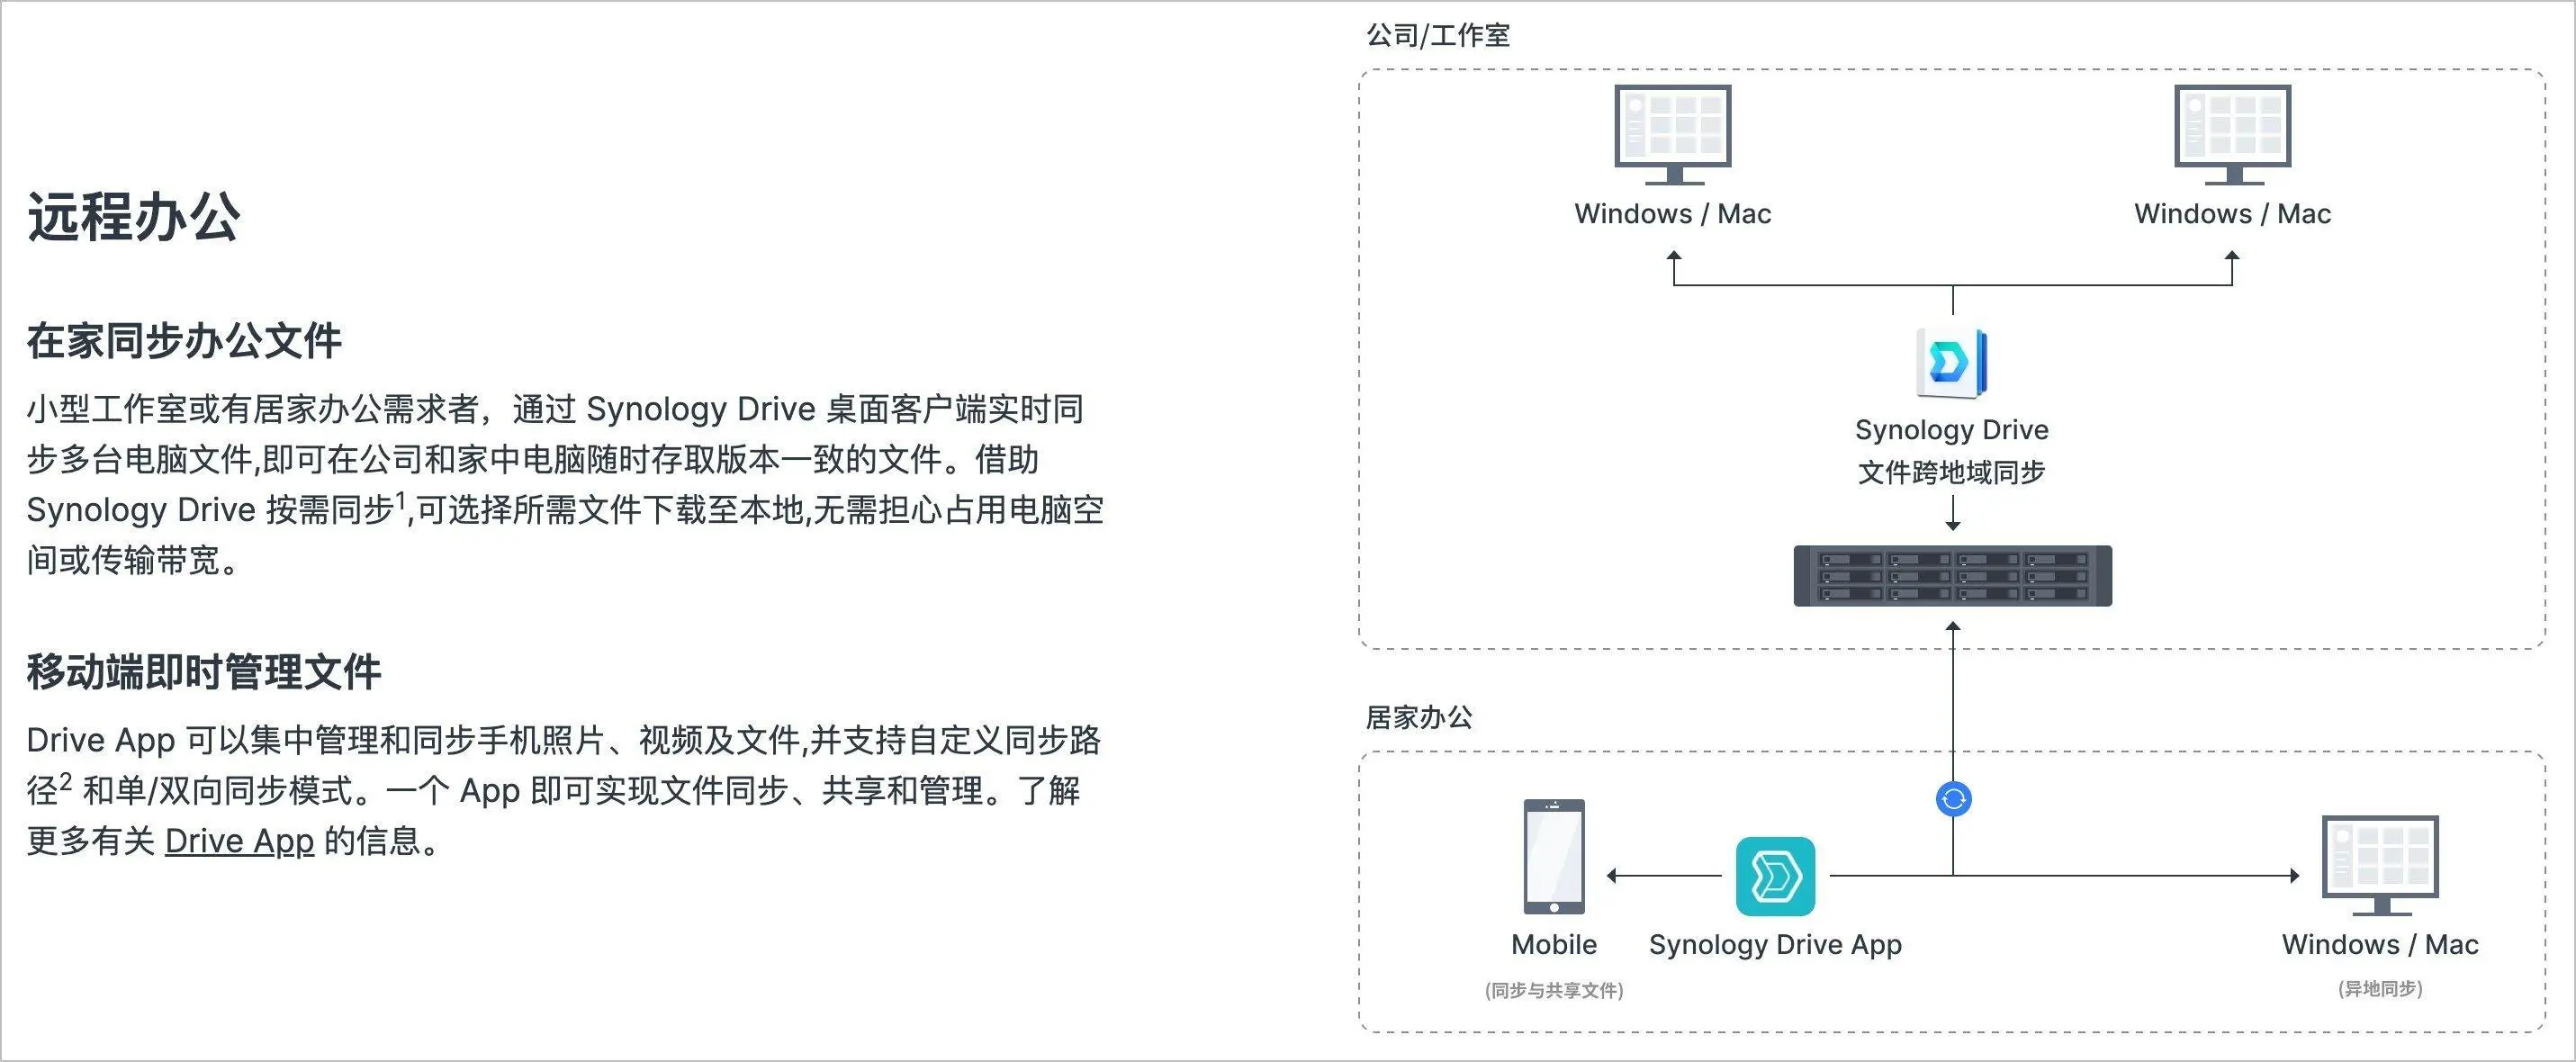 远程办公
在家同步办公文件
小型工作室或有居家办公需求者，通过 Synology Drive 桌面客户端实时同
步多台电脑文件,即可在公司和家中电脑随时存取版本一致的文件。借助
Synology Drive 按需同步¹,可选择所需文件下载至本地,无需担心占用电脑空
间或传输带宽。
移动端即时管理文件
Drive App 可以集中管理和同步手机照片、视频及文件,并支持自定义同步路
径² 和单/双向同步模式。一个 App 即可实现文件同步、共享和管理。了解
更多有关 Drive App 的信息。
公司/工作室
Windows / Mac
Windows / Mac
Synology Drive
文件跨地域同步
居家办公
Mobile
(同步与共享文件)
Synology Drive App
Windows / Mac
(异地同步)